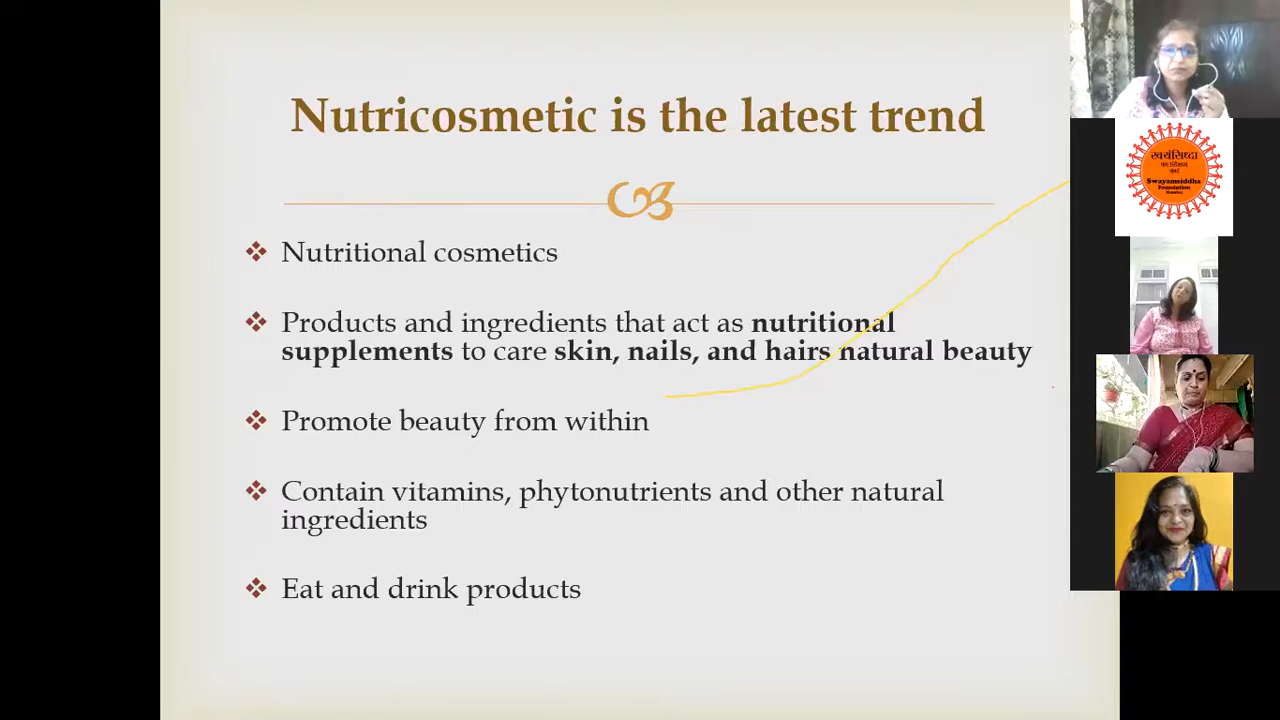 Nutricosmetic is the latest trend
Nutritional cosmetics
Products and ingredients that act as nutritional
supplements to care skin, nails, and hairs natural beauty
Promote beauty from within
Contain vitamins, phytonutrients and other natural
ingredients
Eat and drink products
स्वयंसिध्दा
फाउंडेशन
मुंबई
Swayamsiddha
Foundation
Mumbai